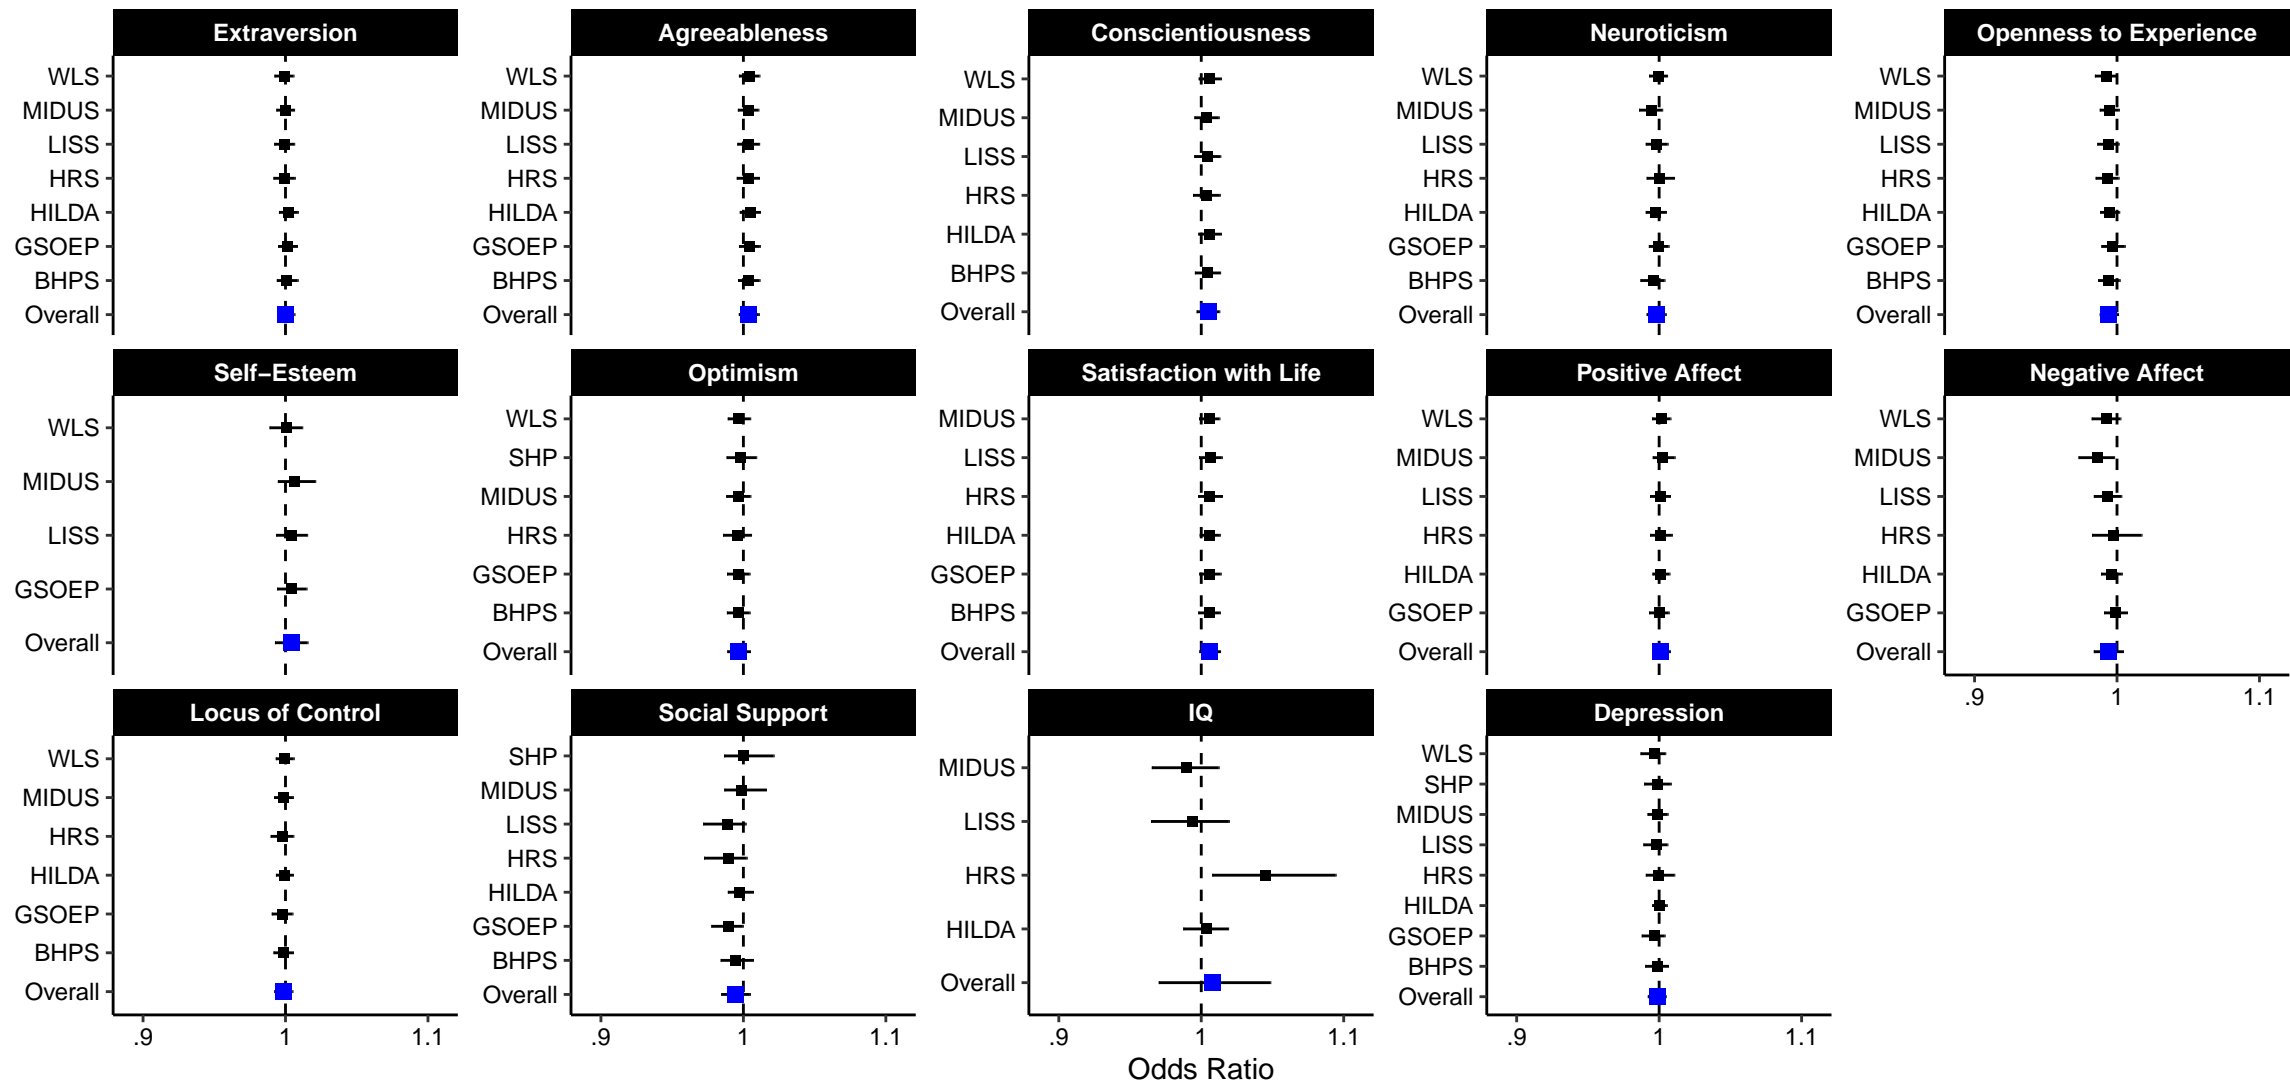 Extraversion
WLS
MIDUS
LISS
HRS
HILDA
GSOEP
BHPS
Overall
Agreeableness
WLS
MIDUS
LISS
HRS
HILDA
GSOEP
BHPS
Overall
Conscientiousness
WLS
MIDUS
LISS
HRS
HILDA
BHPS
Overall
Neuroticism
WLS
MIDUS
LISS
HRS
HILDA
GSOEP
BHPS
Overall
Openness to Experience
WLS
MIDUS
LISS
HRS
HILDA
GSOEP
BHPS
Overall
Self−Esteem
WLS
MIDUS
LISS
GSOEP
Overall
Optimism
WLS
SHP
MIDUS
HRS
GSOEP
BHPS
Overall
Satisfaction with Life
MIDUS
LISS
HRS
HILDA
GSOEP
BHPS
Overall
Positive Affect
WLS
MIDUS
LISS
HRS
HILDA
GSOEP
Overall
Negative Affect
WLS
MIDUS
LISS
HRS
HILDA
GSOEP
Overall
.9 1 1.1
Locus of Control
WLS
MIDUS
HRS
HILDA
GSOEP
BHPS
Overall
.9 1 1.1
Social Support
SHP
MIDUS
LISS
HRS
HILDA
GSOEP
BHPS
Overall
.9 1 1.1
IQ
MIDUS
LISS
HRS
HILDA
Overall
.9 1 1.1
Depression
WLS
SHP
MIDUS
LISS
HRS
HILDA
GSOEP
BHPS
Overall
.9 1 1.1
Odds Ratio